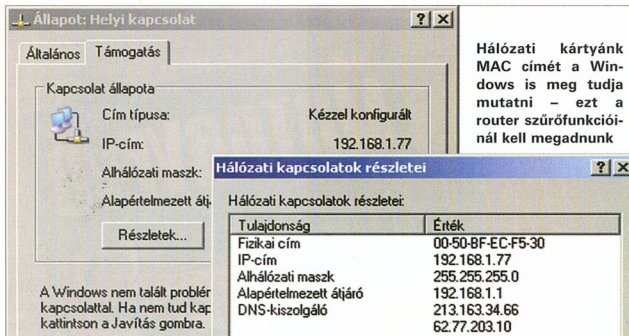 Állapot: Helyi kapcsolat
Általános Támogatás
Kapcsolat állapota
Cím típusa: Kézzel konfigurált
IP-cím: 192.168.1.77
Alhálózati maszk:
Alapértelmezett átj
Részletek...
A Windows nem talált problér
kapcsolattal. Ha nem tud kap
kattintson a Javítás gombra.
Hálózati kapcsolatok részletei
Hálózati kapcsolatok részletei:
Tulajdonság Érték
Fizikai cím 00-50-BF-EC-F5-30
IP-cím 192.168.1.77
Alhálózati maszk 255.255.255.0
Alapértelmezett átjáró 192.168.1.1
DNS-kiszolgáló 213.163.34.66
62.77.203.10
Hálózati kártyánk
MAC címét a Win-
dows is meg tudja
mutatni – ezt a
router szűrőfunkciói-
nál kell megadnunk